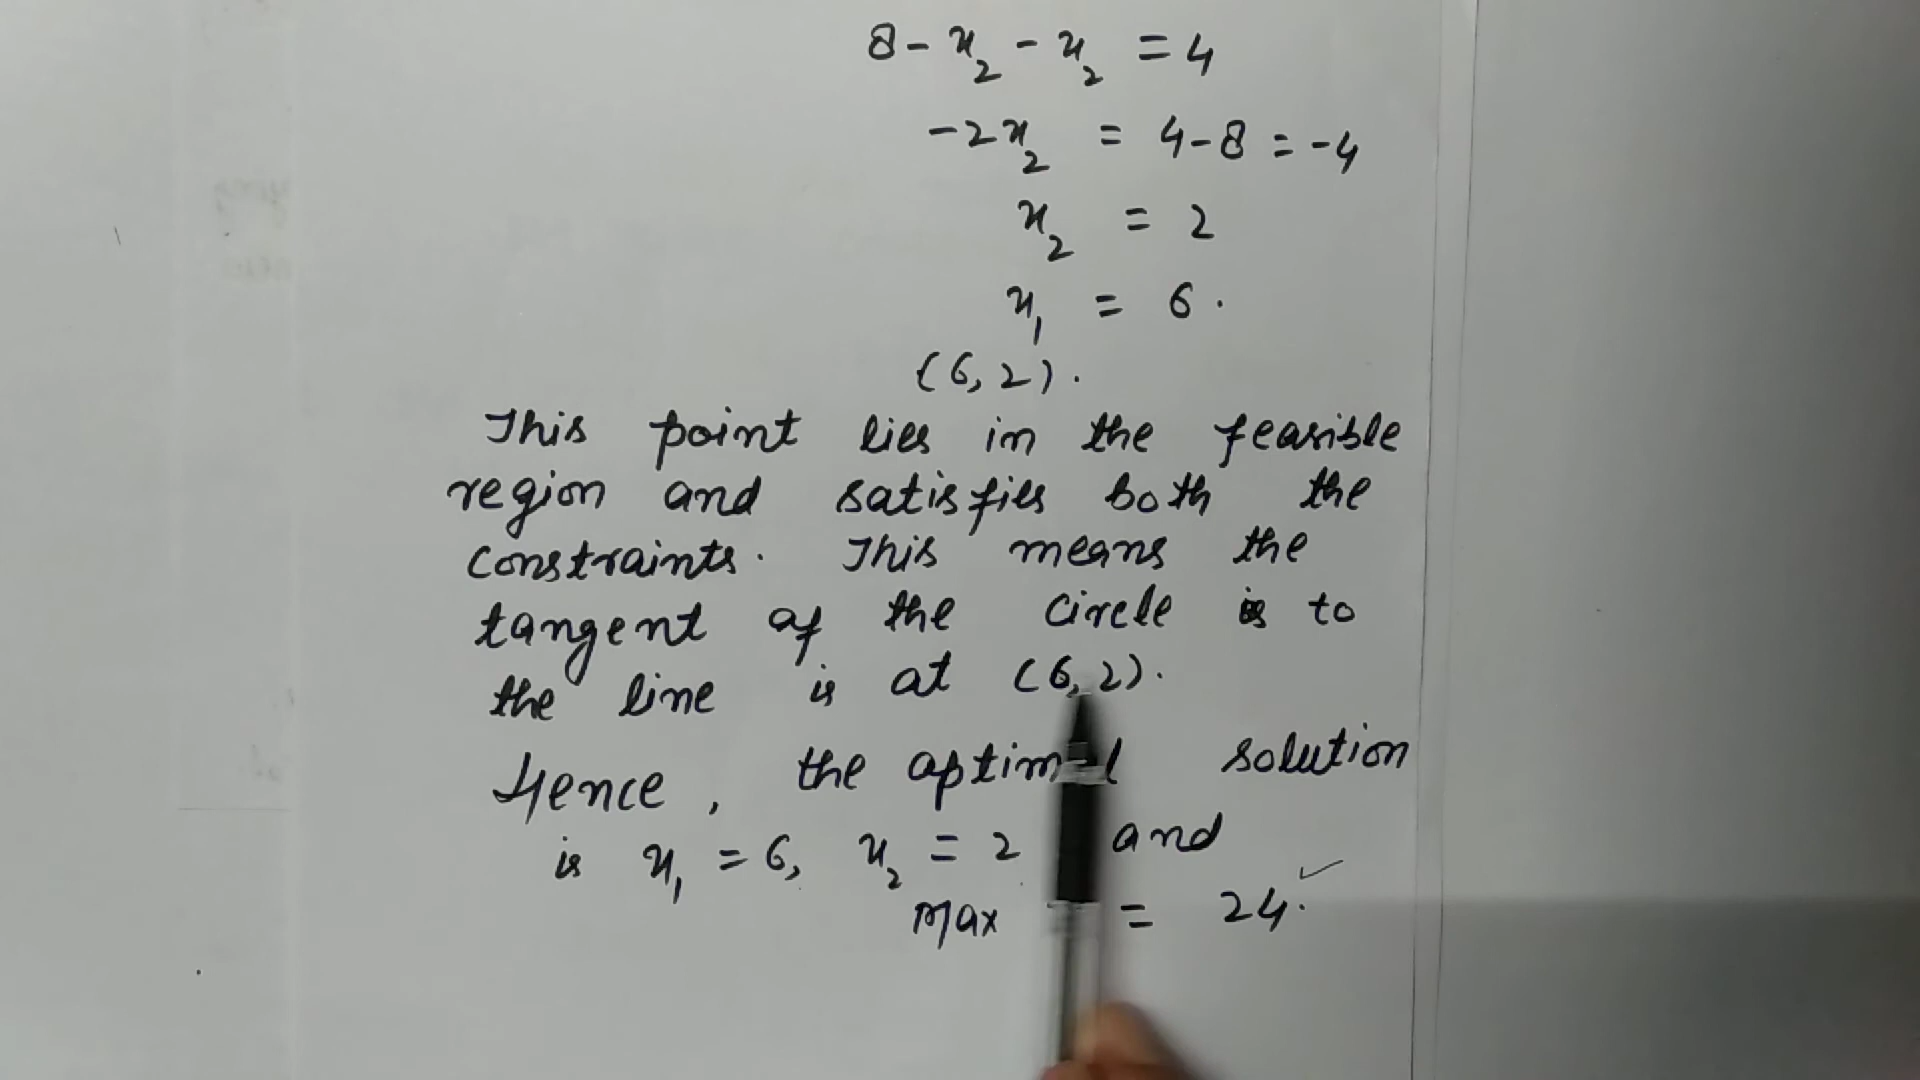 8 - x₂ - x₂ = 4
-2x₂ = 4-8 = -4
x₂ = 2
x₁ = 6.
(6, 2).
This point lies in the feasible
region and satisfies both the
constraints. This means the
tangent of the circle to
the line is at (6, 2).
Hence, the optimal solution
is x₁ = 6, x₂ = 2 and
Max = 24.